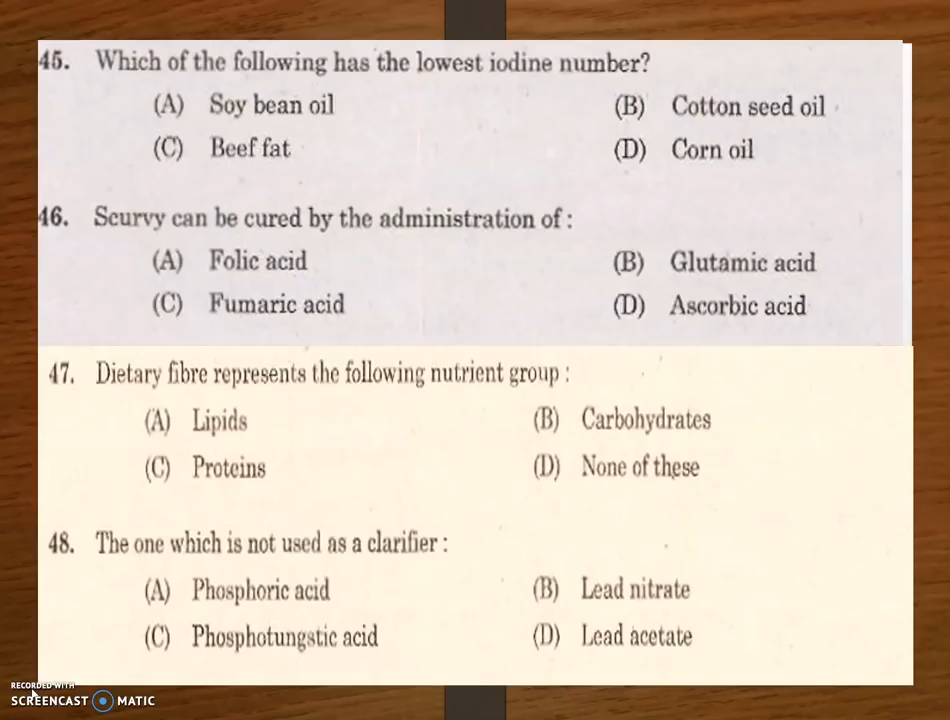 45. Which of the following has the lowest iodine number?
(A) Soy bean oil (B) Cotton seed oil
(C) Beef fat (D) Corn oil
46. Scurvy can be cured by the administration of :
(A) Folic acid (B) Glutamic acid
(C) Fumaric acid (D) Ascorbic acid
47. Dietary fibre represents the following nutrient group :
(A) Lipids (B) Carbohydrates
(C) Proteins (D) None of these
48. The one which is not used as a clarifier :
(A) Phosphoric acid (B) Lead nitrate
(C) Phosphotungstic acid (D) Lead acetate
RECORDED WITH
SCREENCAST MATIC